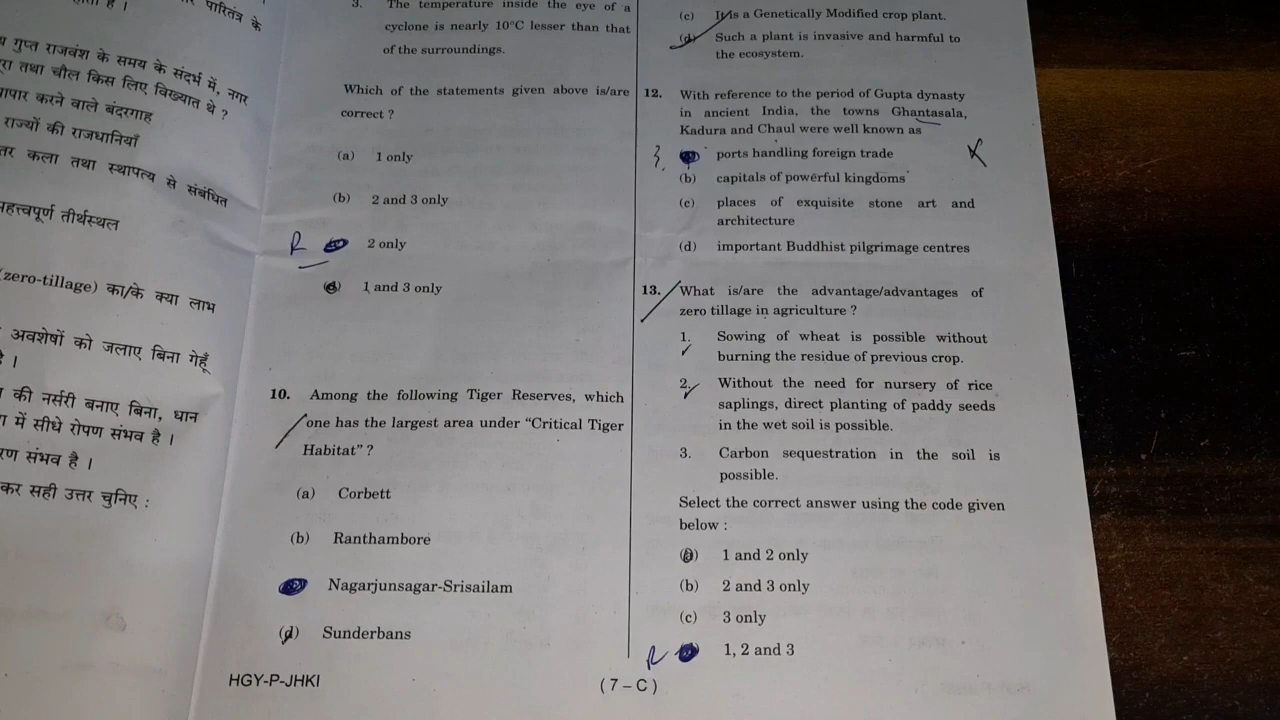 पारितंत्र के
गुप्त राजवंश के समय के संदर्भ में, नगर
तथा चौल किस लिए विख्यात थे ?
करने वाले बंदरगाह
राज्यों की राजधानियाँ
कला तथा स्थापत्य से संबंधित
तीर्थस्थल
(zero-tillage) का/के क्या लाभ
अवशेषों को जलाए बिना गेहूँ
है ।
की नर्सरी बनाए बिना, धान
में सीधे रोपण संभव है ।
संभव है ।
कर सही उत्तर चुनिए :
3. The temperature inside the eye of a
cyclone is nearly 10°C lesser than that
of the surroundings.
Which of the statements given above is/are
correct ?
(a) 1 only
(b) 2 and 3 only
R 2 only
(d) 1 and 3 only
10. Among the following Tiger Reserves, which
one has the largest area under “Critical Tiger
Habitat” ?
(a) Corbett
(b) Ranthambore
Nagarjunsagar-Srisailam
(d) Sunderbans
HGY-P-JHKI
(c) It is a Genetically Modified crop plant.
(d) Such a plant is invasive and harmful to
the ecosystem.
12. With reference to the period of Gupta dynasty
in ancient India, the towns Ghantasala,
Kadura and Chaul were well known as
ports handling foreign trade
(b) capitals of powerful kingdoms
(c) places of exquisite stone art and
architecture
(d) important Buddhist pilgrimage centres
13. What is/are the advantage/advantages of
zero tillage in agriculture ?
1. Sowing of wheat is possible without
burning the residue of previous crop.
2. Without the need for nursery of rice
saplings, direct planting of paddy seeds
in the wet soil is possible.
3. Carbon sequestration in the soil is
possible.
Select the correct answer using the code given
below :
(a) 1 and 2 only
(b) 2 and 3 only
(c) 3 only
R 1, 2 and 3
( 7 – C )